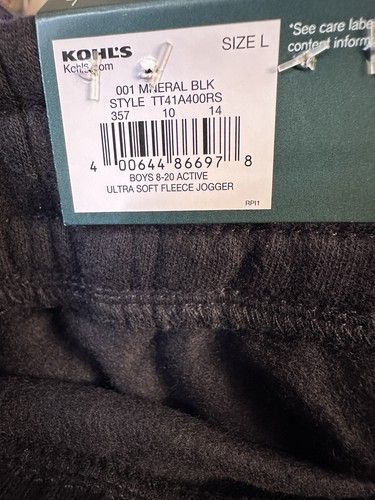 *See care labe
content inform
KOHL'S
SIZE L
Kohls.com
001 MINERAL BLK
STYLE TT41A400RS
357 10 14
4 00644 86697 8
BOYS 8-20 ACTIVE
ULTRA SOFT FLEECE JOGGER
RPI1